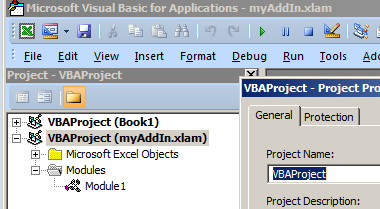 Microsoft Visual Basic for Applications - myAddIn.xlam
File Edit View Insert Format Debug Run Tools
Project - VBAProject
VBAProject (Book1)
VBAProject (myAddIn.xlam)
Microsoft Excel Objects
Modules
Module1
VBAProject - Project Pro
General Protection
Project Name:
VBAProject
Project Description: